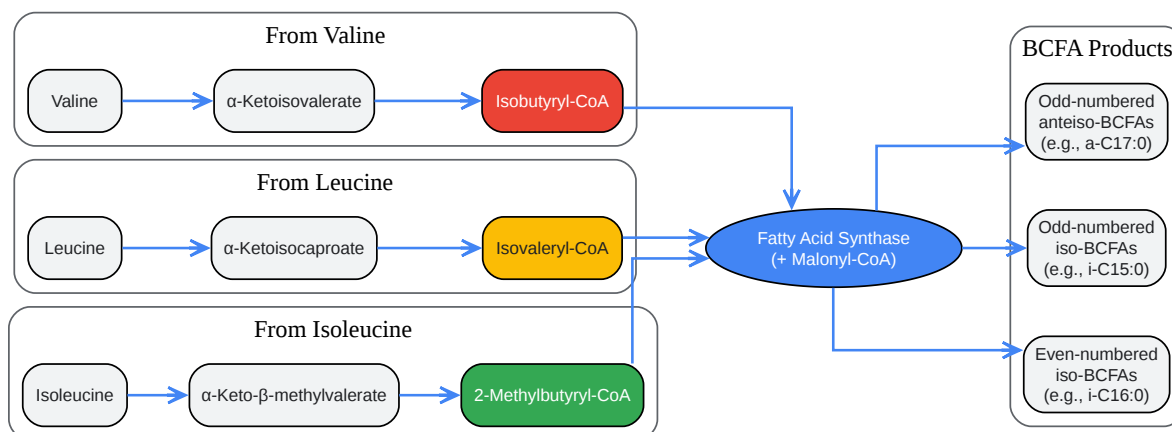 From Valine
Valine
α-Ketoisovalerate
Isobutyryl-CoA
From Leucine
Leucine
α-Ketoisocaproate
Isovaleryl-CoA
From Isoleucine
Isoleucine
α-Keto-β-methylvalerate
2-Methylbutyryl-CoA
Fatty Acid Synthase
(+ Malonyl-CoA)
BCFA Products
Odd-numbered
anteiso-BCFAs
(e.g., a-C17:0)
Odd-numbered
iso-BCFAs
(e.g., i-C15:0)
Even-numbered
iso-BCFAs
(e.g., i-C16:0)